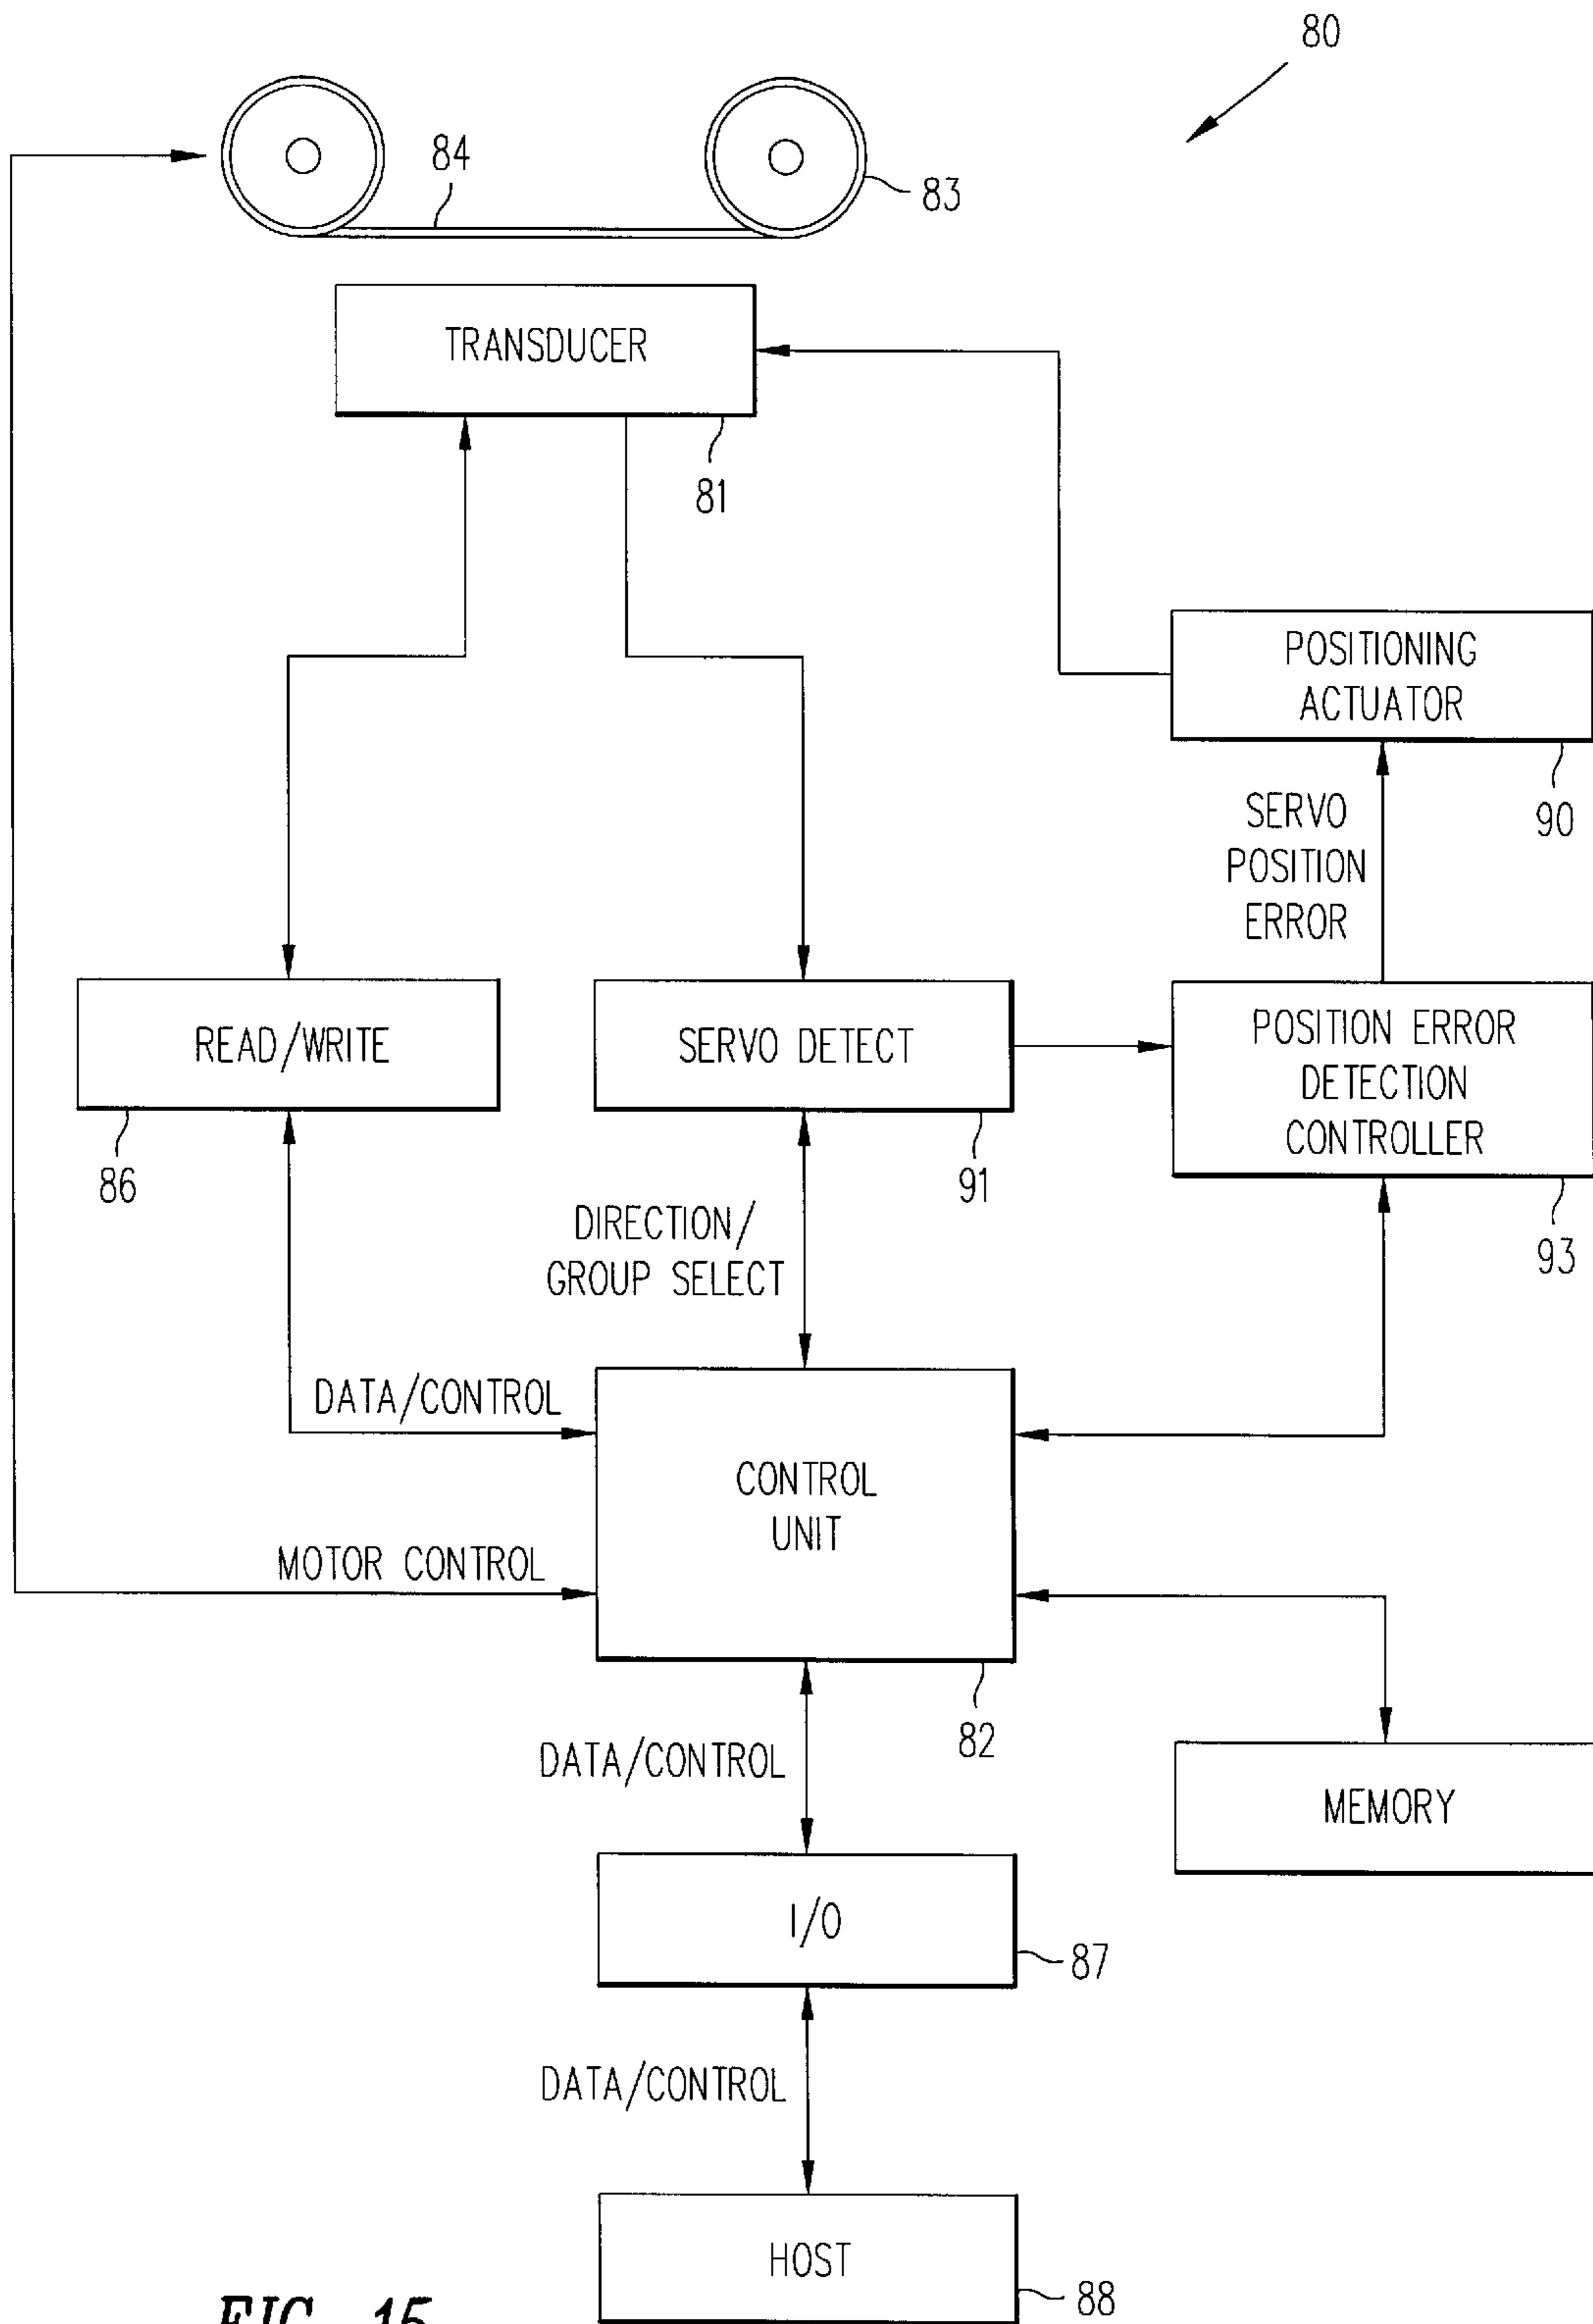 80
84
83
TRANSDUCER
81
POSITIONING
ACTUATOR
90
SERVO
POSITION
ERROR
READ/WRITE
86
SERVO DETECT
91
POSITION ERROR
DETECTION
CONTROLLER
93
DIRECTION/
GROUP SELECT
DATA/CONTROL
CONTROL
UNIT
82
MOTOR CONTROL
DATA/CONTROL
MEMORY
I/O
87
DATA/CONTROL
HOST
88
FIG. 15